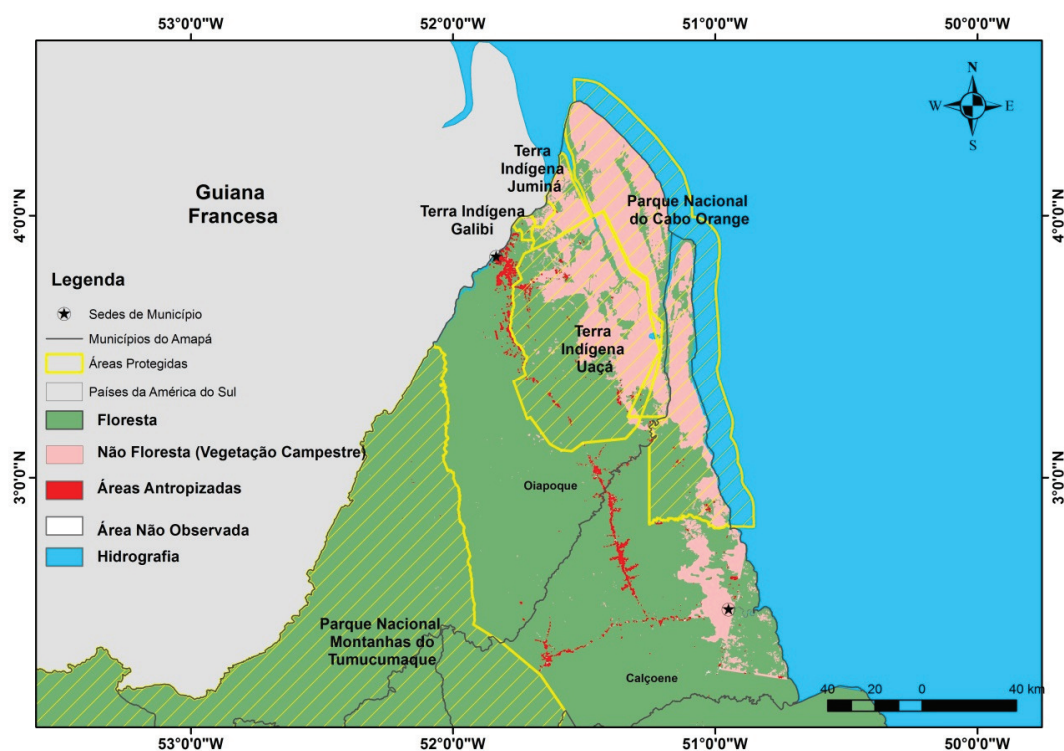 53°0'0"W 52°0'0"W 51°0'0"W 50°0'0"W
N
W E
S
4°0'0"N
3°0'0"N
4°0'0"N
3°0'0"N
Guiana
Francesa
Terra
Indígena
Juminá
Terra Indígena
Galibi
Parque Nacional
do Cabo Orange
Terra
Indígena
Uaçá
Oiapoque
Parque Nacional
Montanhas do
Tumucumaque
Calçoene
Legenda
Sedes de Município
Municípios do Amapá
Áreas Protegidas
Países da América do Sul
Floresta
Não Floresta (Vegetação Campestre)
Áreas Antropizadas
Área Não Observada
Hidrografia
40 20 0 40 km
53°0'0"W 52°0'0"W 51°0'0"W 50°0'0"W